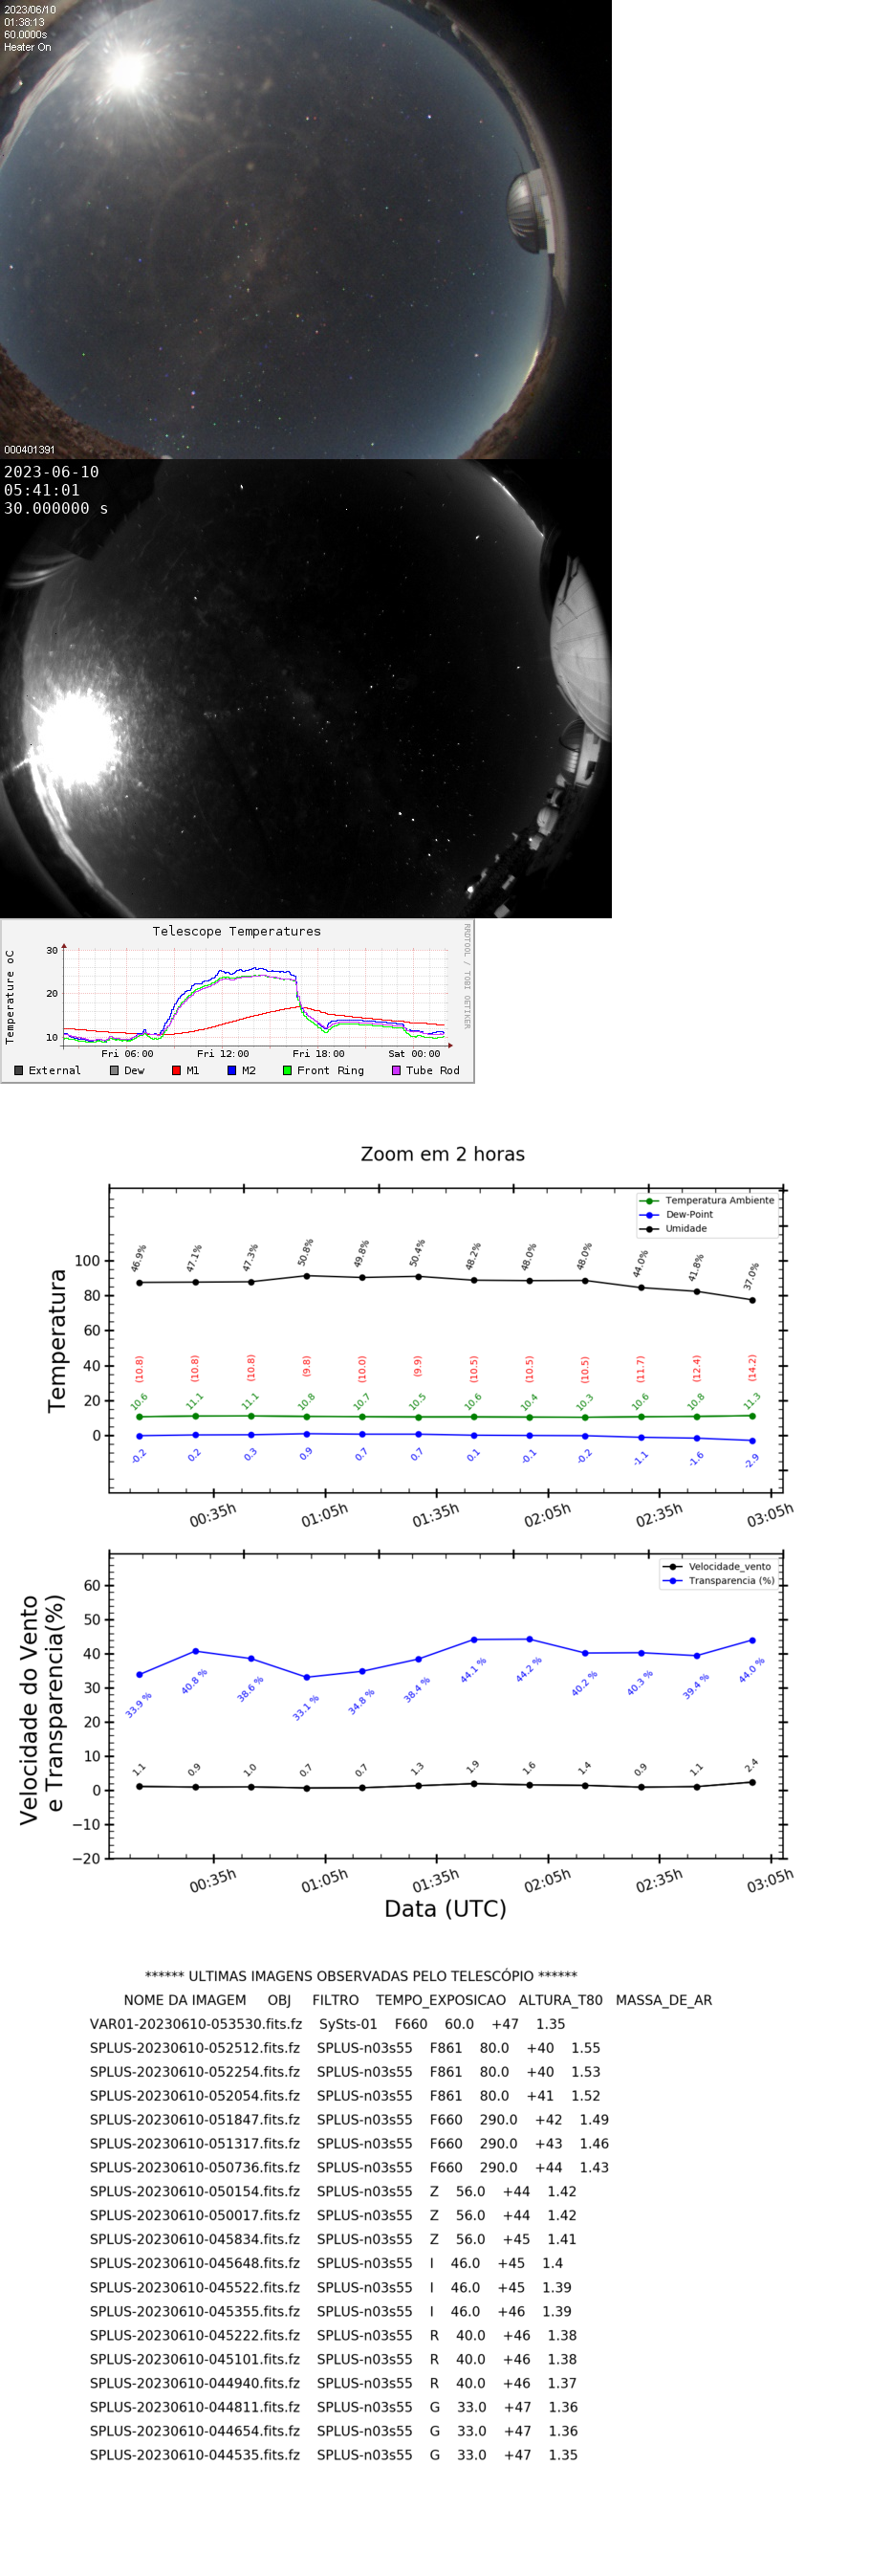 2023/06/10
01:38:13
60.0000s
Heater On
000401391
2023-06-10
05:41:01
30.000000 s
Telescope Temperatures
RRDTOOL / TOBI OETIKER
Temperature oC
30
20
10
Fri 06:00 Fri 12:00 Fri 18:00 Sat 00:00
External Dew M1 M2 Front Ring Tube Rod
Zoom em 2 horas
Temperatura
Temperatura Ambiente
Dew-Point
Umidade
100
80
60
40
20
0
46.9% 47.1% 47.3% 50.8% 49.8% 50.4% 48.2% 48.0% 48.0% 44.0% 41.8% 37.0%
(10.8) (10.8) (10.8) (9.8) (10.0) (9.9) (10.5) (10.5) (10.5) (11.7) (12.4) (14.2)
10.6 11.1 11.1 10.8 10.7 10.5 10.6 10.4 10.3 10.6 10.8 11.3
-0.2 0.2 0.3 0.9 0.7 0.7 0.1 -0.1 -0.2 -1.1 -1.6 -2.9
00:35h 01:05h 01:35h 02:05h 02:35h 03:05h
Velocidade do Vento
e Transparencia(%)
Velocidade_vento
Transparencia (%)
60
50
40
30
20
10
0
−10
−20
33.9 % 40.8 % 38.6 % 33.1 % 34.8 % 38.4 % 44.1 % 44.2 % 40.2 % 40.3 % 39.4 % 44.0 %
1.1 0.9 1.0 0.7 0.7 1.3 1.9 1.6 1.4 0.9 1.1 2.4
00:35h 01:05h 01:35h 02:05h 02:35h 03:05h
Data (UTC)
****** ULTIMAS IMAGENS OBSERVADAS PELO TELESCÓPIO ******
NOME DA IMAGEM OBJ FILTRO TEMPO_EXPOSICAO ALTURA_T80 MASSA_DE_AR
VAR01-20230610-053530.fits.fz SySts-01 F660 60.0 +47 1.35
SPLUS-20230610-052512.fits.fz SPLUS-n03s55 F861 80.0 +40 1.55
SPLUS-20230610-052254.fits.fz SPLUS-n03s55 F861 80.0 +40 1.53
SPLUS-20230610-052054.fits.fz SPLUS-n03s55 F861 80.0 +41 1.52
SPLUS-20230610-051847.fits.fz SPLUS-n03s55 F660 290.0 +42 1.49
SPLUS-20230610-051317.fits.fz SPLUS-n03s55 F660 290.0 +43 1.46
SPLUS-20230610-050736.fits.fz SPLUS-n03s55 F660 290.0 +44 1.43
SPLUS-20230610-050154.fits.fz SPLUS-n03s55 Z 56.0 +44 1.42
SPLUS-20230610-050017.fits.fz SPLUS-n03s55 Z 56.0 +44 1.42
SPLUS-20230610-045834.fits.fz SPLUS-n03s55 Z 56.0 +45 1.41
SPLUS-20230610-045648.fits.fz SPLUS-n03s55 I 46.0 +45 1.4
SPLUS-20230610-045522.fits.fz SPLUS-n03s55 I 46.0 +45 1.39
SPLUS-20230610-045355.fits.fz SPLUS-n03s55 I 46.0 +46 1.39
SPLUS-20230610-045222.fits.fz SPLUS-n03s55 R 40.0 +46 1.38
SPLUS-20230610-045101.fits.fz SPLUS-n03s55 R 40.0 +46 1.38
SPLUS-20230610-044940.fits.fz SPLUS-n03s55 R 40.0 +46 1.37
SPLUS-20230610-044811.fits.fz SPLUS-n03s55 G 33.0 +47 1.36
SPLUS-20230610-044654.fits.fz SPLUS-n03s55 G 33.0 +47 1.36
SPLUS-20230610-044535.fits.fz SPLUS-n03s55 G 33.0 +47 1.35